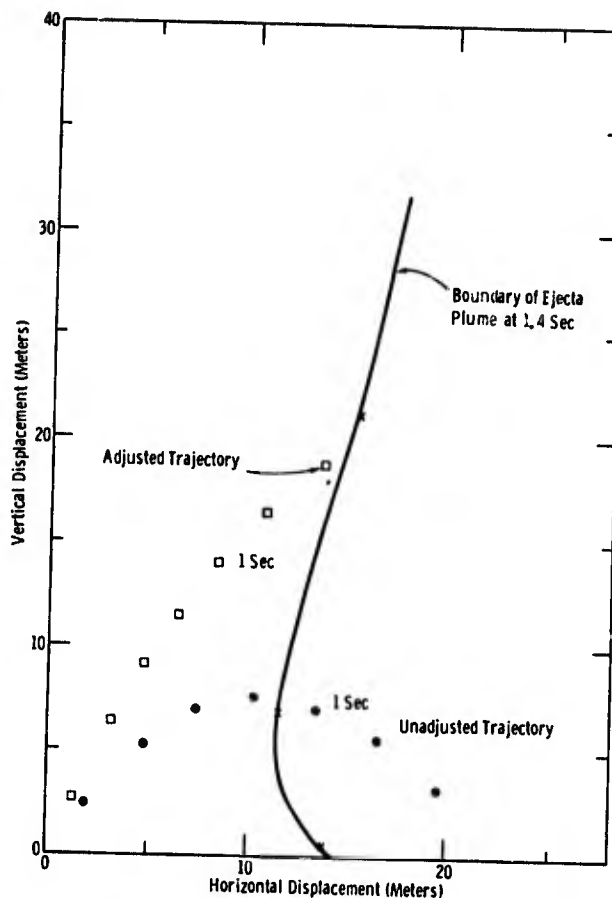 40
30
20
10
0
0
10
20
Vertical Displacement (Meters)
Horizontal Displacement (Meters)
Boundary of Ejecta
Plume at 1.4 Sec
Adjusted Trajectory
1 Sec
1 Sec
Unadjusted Trajectory